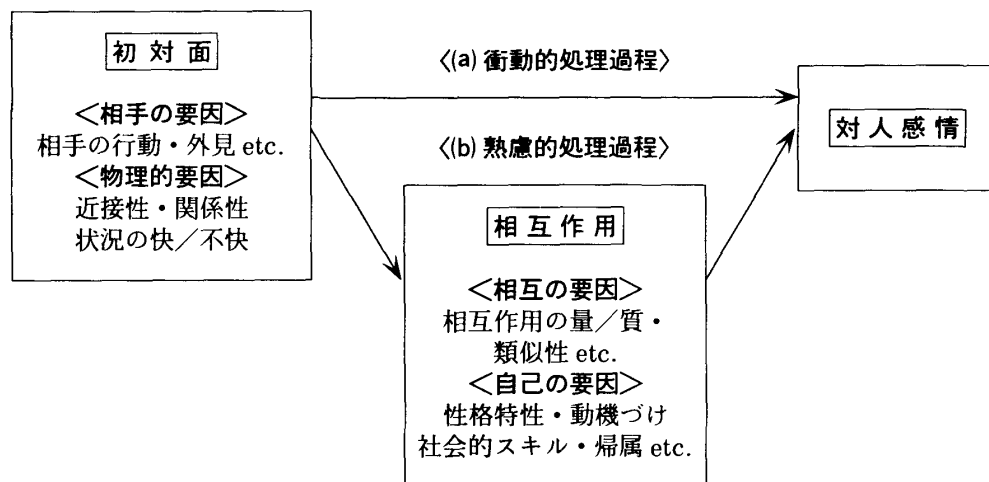 初対面
＜相手の要因＞
相手の行動・外見 etc.
＜物理的要因＞
近接性・関係性
状況の快／不快
〈(a) 衝動的処理過程〉
〈(b) 熟慮的処理過程〉
相互作用
＜相互の要因＞
相互作用の量／質・
類似性 etc.
＜自己の要因＞
性格特性・動機づけ
社会的スキル・帰属 etc.
対人感情